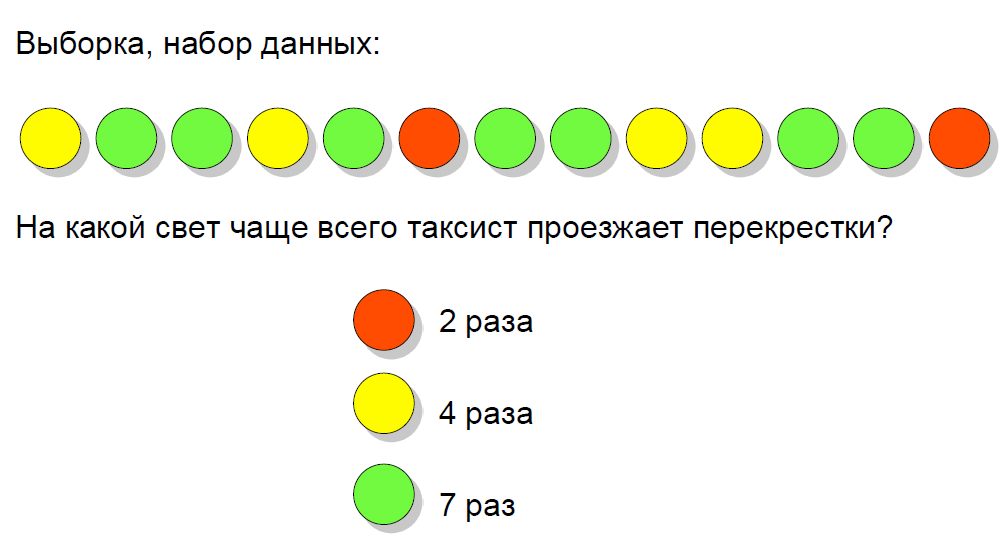 Выборка, набор данных:
На какой свет чаще всего таксист проезжает перекрестки?
2 раза
4 раза
7 раз